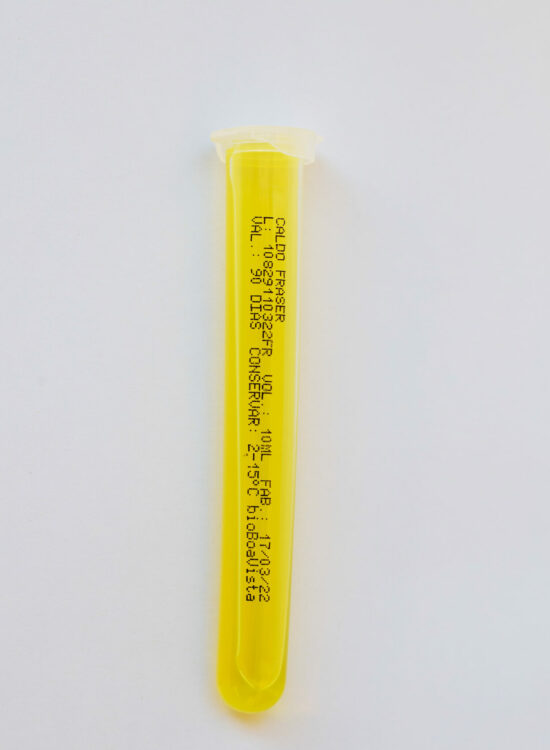 CALDO FRASER
L: 10829110322FR VOL.: 10ML FAB.: 17/03/22
VAL.: 90 DIAS CONSERVAR: 2-15°C bioBoaVista